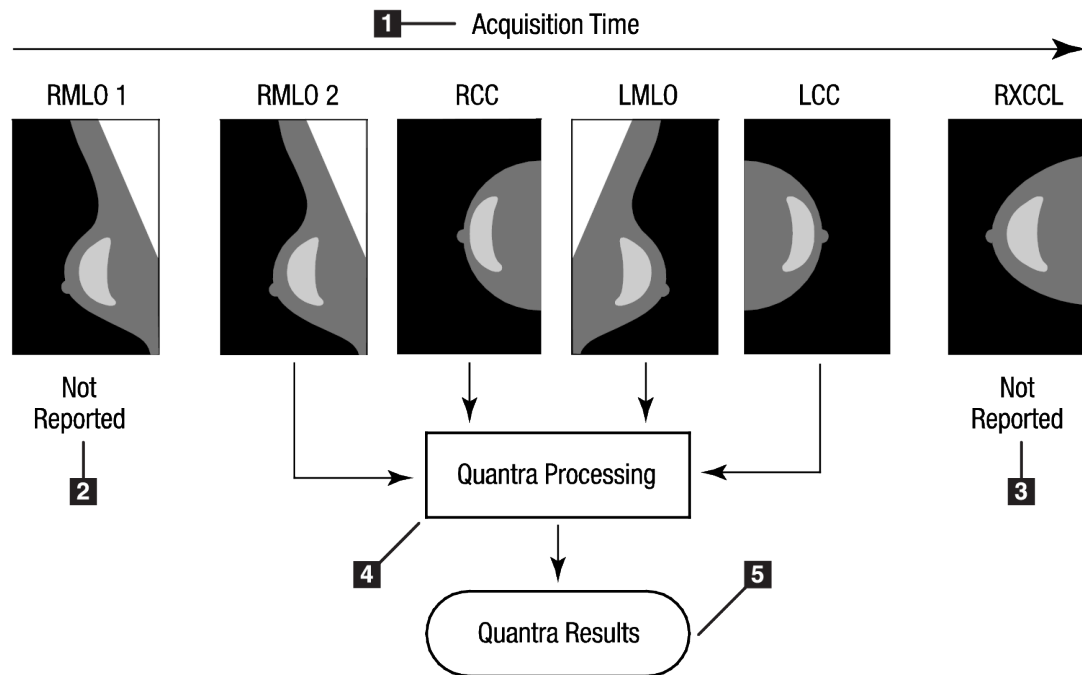 1 Acquisition Time
RMLO 1 RMLO 2 RCC LMLO LCC RXCCL
Not
Reported
Not
Reported
2
3
Quantra Processing
4
5
Quantra Results